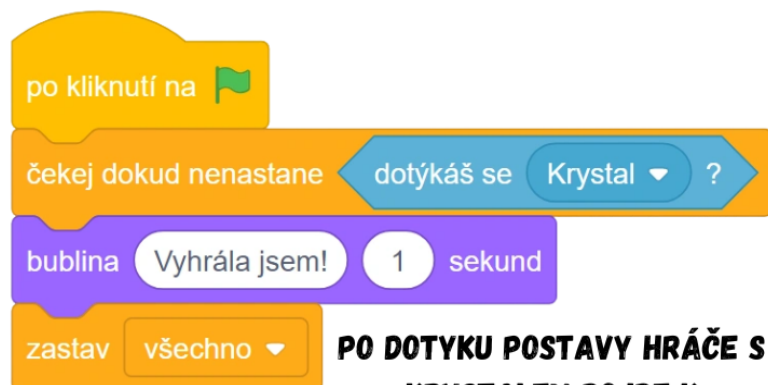 po kliknutí na
čekej dokud nenastane dotýkáš se Krystal ?
bublina Vyhrála jsem! 1 sekund
zastav všechno
PO DOTYKU POSTAVY HRÁČE S